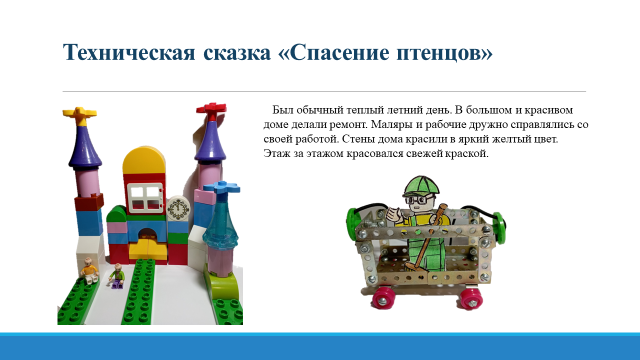 Техническая сказка «Спасение птенцов»
Был обычный теплый летний день. В большом и красивом
доме делали ремонт. Маляры и рабочие дружно справлялись со
своей работой. Стены дома красили в яркий желтый цвет.
Этаж за этажом красовался свежей краской.